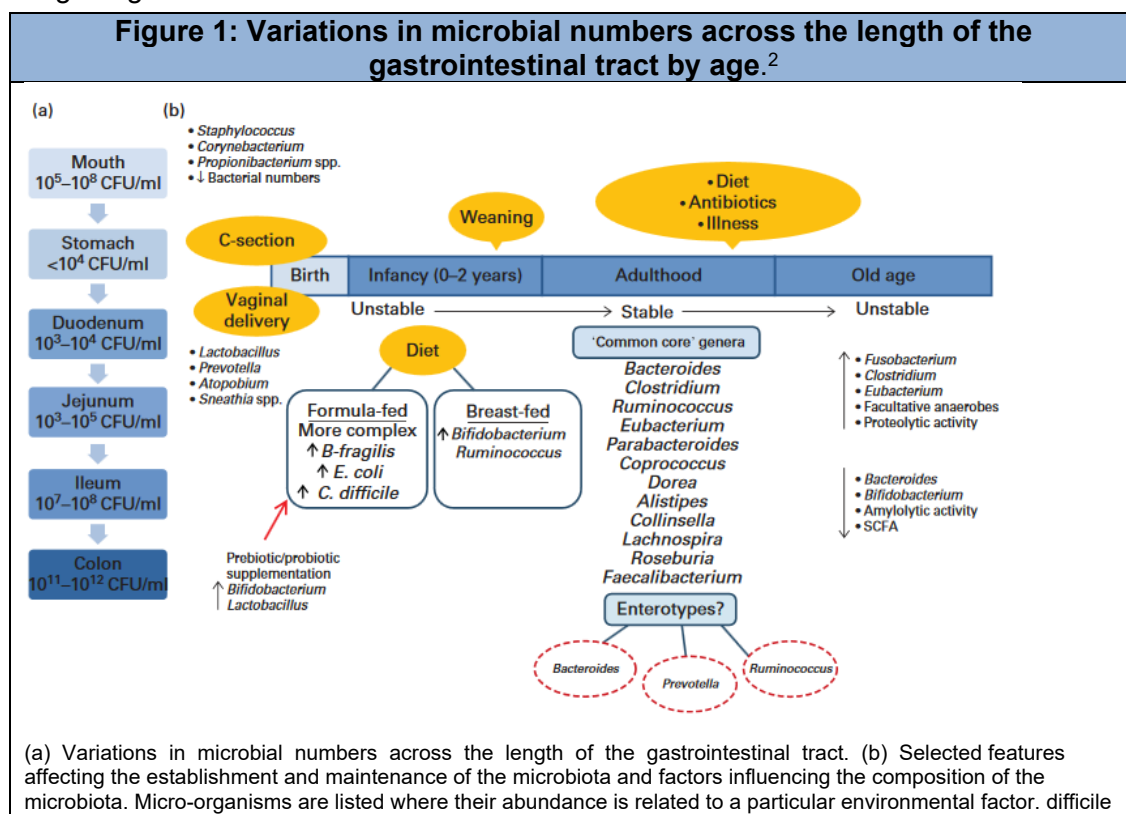 Figure 1: Variations in microbial numbers across the length of the
gastrointestinal tract by age.2
(a)
Mouth
10⁵–10⁸ CFU/ml
Stomach
<10⁴ CFU/ml
Duodenum
10³–10⁴ CFU/ml
Jejunum
10³–10⁵ CFU/ml
Ileum
10⁷–10⁸ CFU/ml
Colon
10¹¹–10¹² CFU/ml
(b)
• Staphylococcus
• Corynebacterium
• Propionibacterium spp.
• ↓ Bacterial numbers
C-section
Vaginal
delivery
• Lactobacillus
• Prevotella
• Atopobium
• Sneathia spp.
Weaning
• Diet
• Antibiotics
• Illness
Birth
Infancy (0–2 years)
Adulthood
Old age
Unstable → Stable → Unstable
Diet
Formula-fed
More complex
↑ B-fragilis
↑ E. coli
↑ C. difficile
Breast-fed
↑ Bifidobacterium
Ruminococcus
Prebiotic/probiotic
supplementation
↑ Bifidobacterium
Lactobacillus
'Common core' genera
Bacteroides
Clostridium
Ruminococcus
Eubacterium
Parabacteroides
Coprococcus
Dorea
Alistipes
Collinsella
Lachnospira
Roseburia
Faecalibacterium
Enterotypes?
Bacteroides
Prevotella
Ruminococcus
↑ • Fusobacterium
• Clostridium
• Eubacterium
• Facultative anaerobes
• Proteolytic activity
↓ • Bacteroides
• Bifidobacterium
• Amylolytic activity
• SCFA
(a) Variations in microbial numbers across the length of the gastrointestinal tract. (b) Selected features
affecting the establishment and maintenance of the microbiota and factors influencing the composition of the
microbiota. Micro-organisms are listed where their abundance is related to a particular environmental factor. difficile